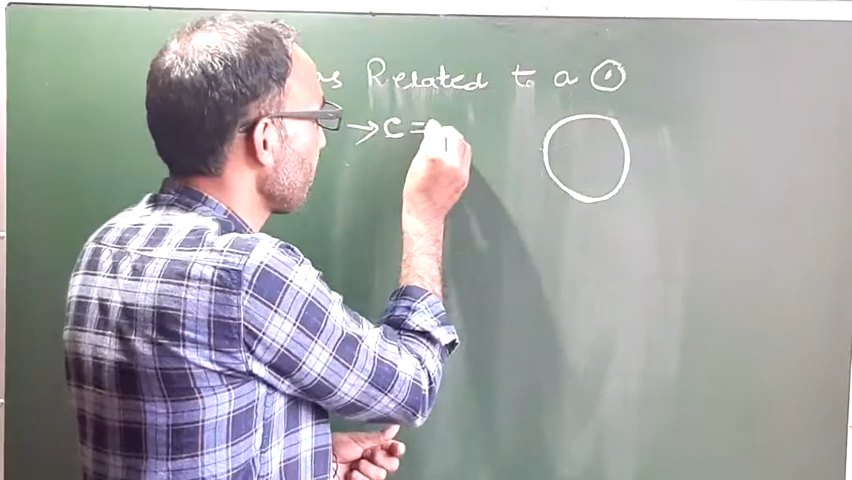 Related to a ⊙
→ C =